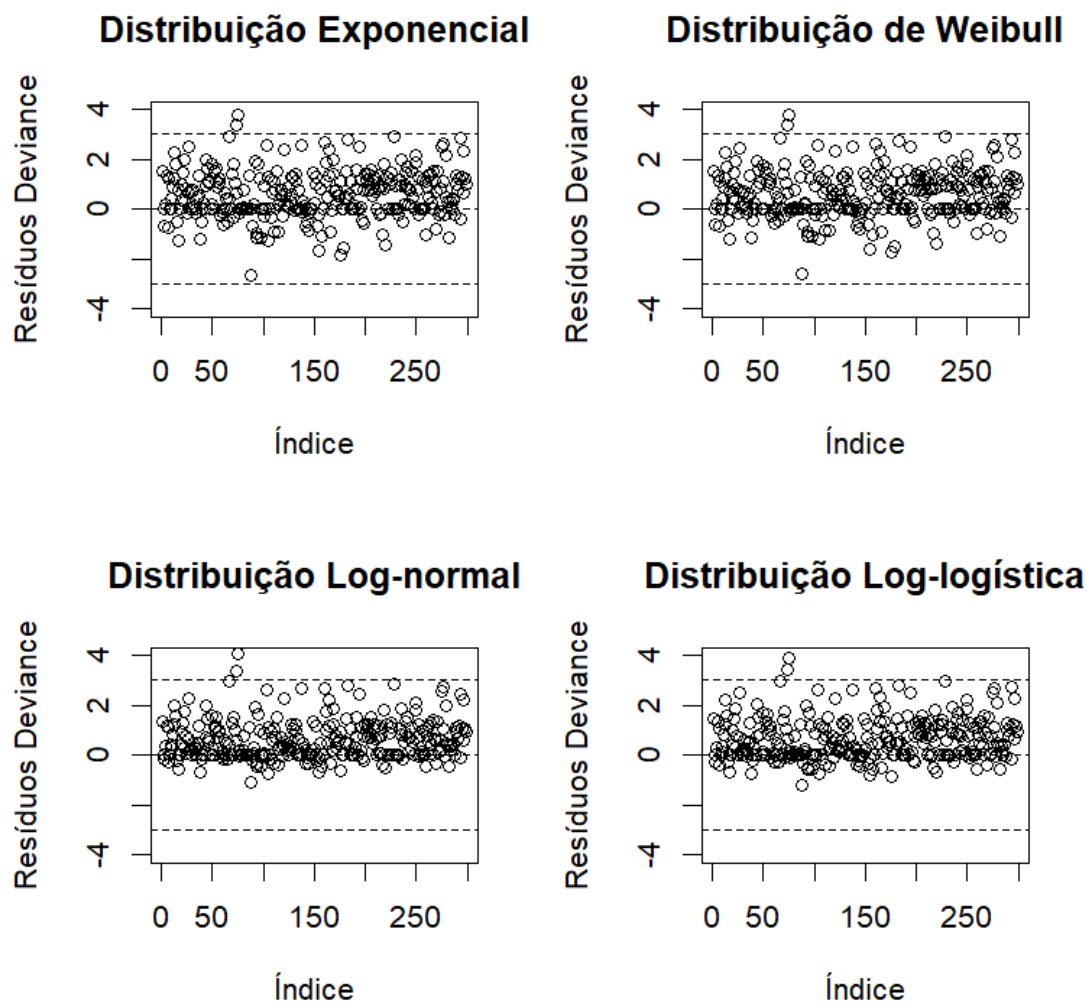 Distribuição Exponencial
Resíduos Deviance
4
2
0
-4
0 50 150 250
Índice
Distribuição de Weibull
Resíduos Deviance
4
2
0
-4
0 50 150 250
Índice
Distribuição Log-normal
Resíduos Deviance
4
2
0
-4
0 50 150 250
Índice
Distribuição Log-logística
Resíduos Deviance
4
2
0
-4
0 50 150 250
Índice